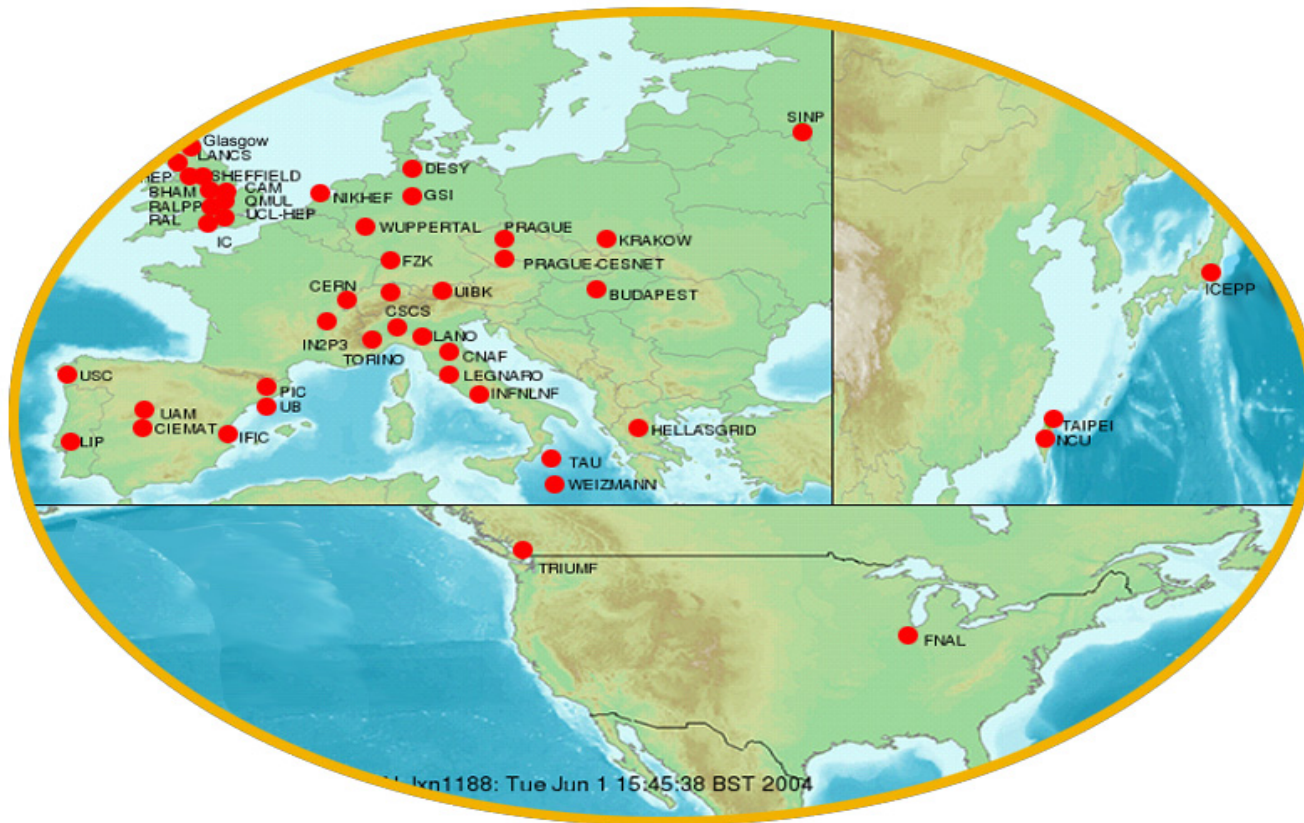 SINP
Glasgow
LANCS
DESY
SHEFFIELD
BHAM
CAM
NIKHEF
GSI
QMUL
RALPP
UCL-HEP
RAL
IC
WUPPERTAL
PRAGUE
KRAKOW
FZK
PRAGUE-CESNET
CERN
UIBK
BUDAPEST
ICEPP
CSCS
LANO
IN2P3
TORINO
CNAF
USC
LEGNARO
PIC
INFNLNF
UB
UAM
CIEMAT
IFIC
LIP
HELLASGRID
TAIPEI
NCU
TAU
WEIZMANN
TRIUMF
FNAL
lxn1188: Tue Jun 1 15:45:38 BST 2004